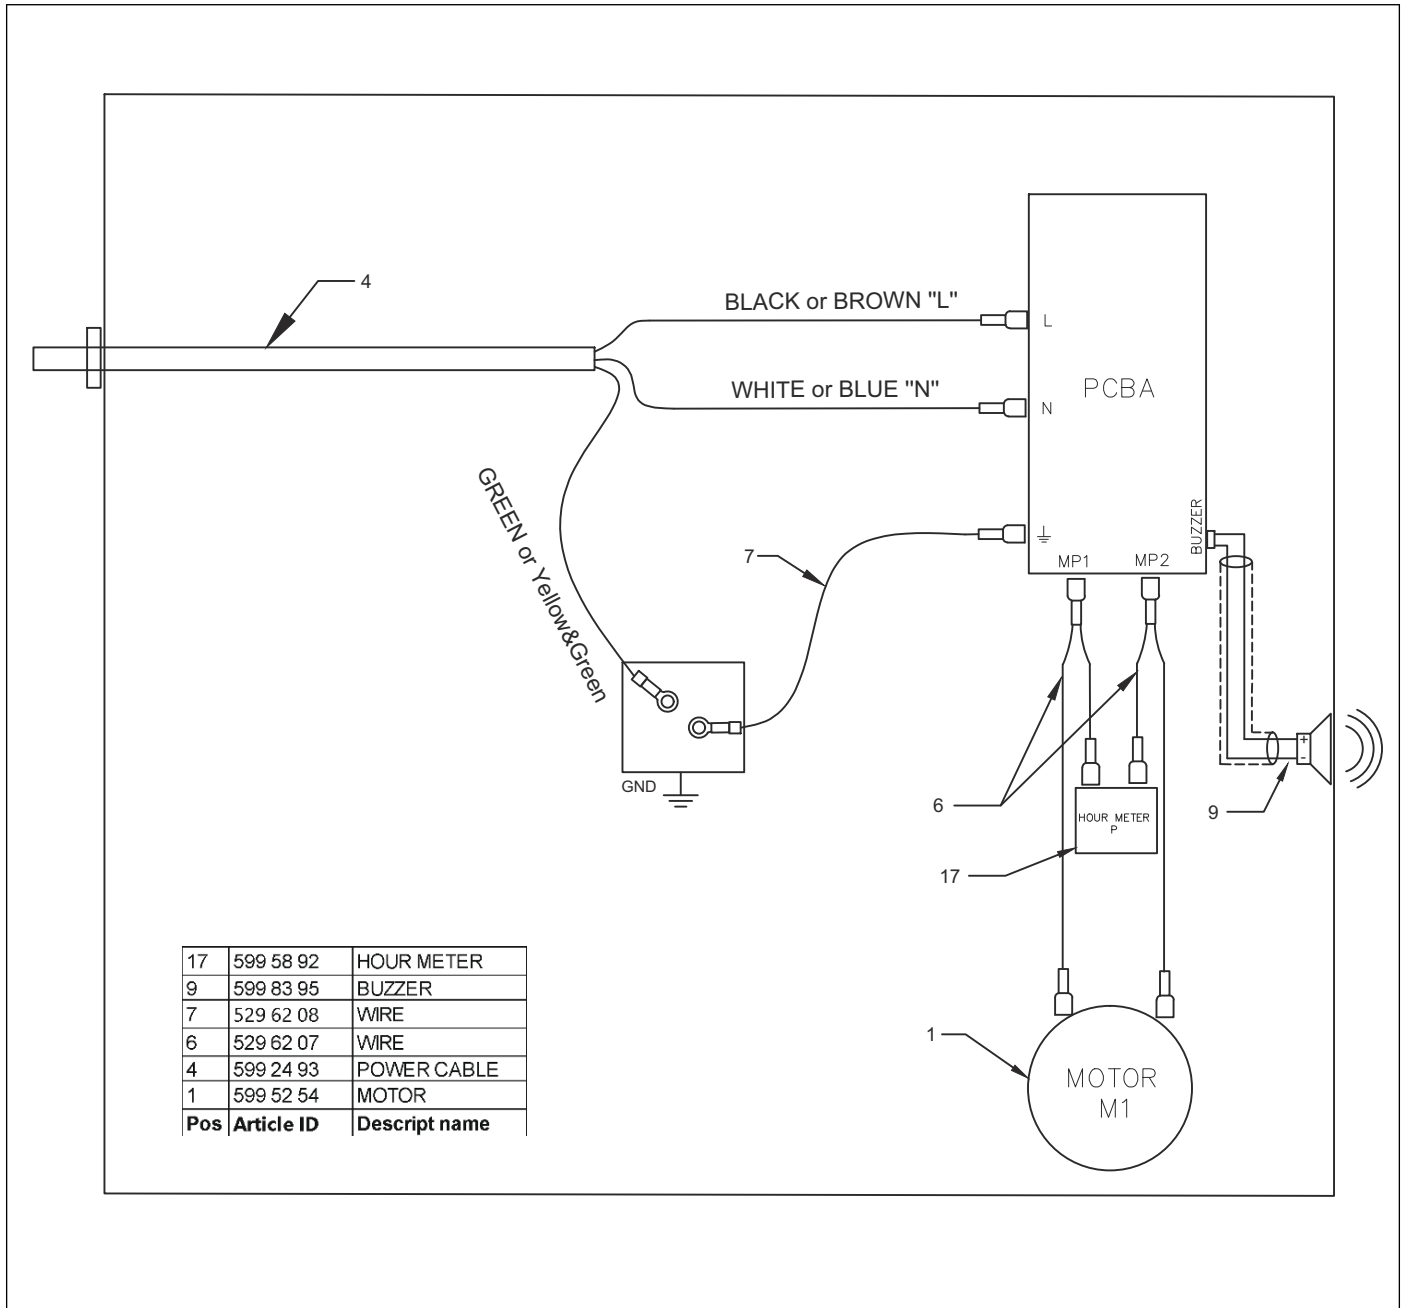 4
BLACK or BROWN "L"
L
PCBA
WHITE or BLUE "N"
N
GREEN or Yellow&Green
7
BUZZER
MP1
MP2
GND
+
-
6
9
HOUR METER
P
17
1
MOTOR
M1
17 599 58 92 HOUR METER
9 599 83 95 BUZZER
7 529 62 08 WIRE
6 529 62 07 WIRE
4 599 24 93 POWER CABLE
1 599 52 54 MOTOR
Pos Article ID Descript name